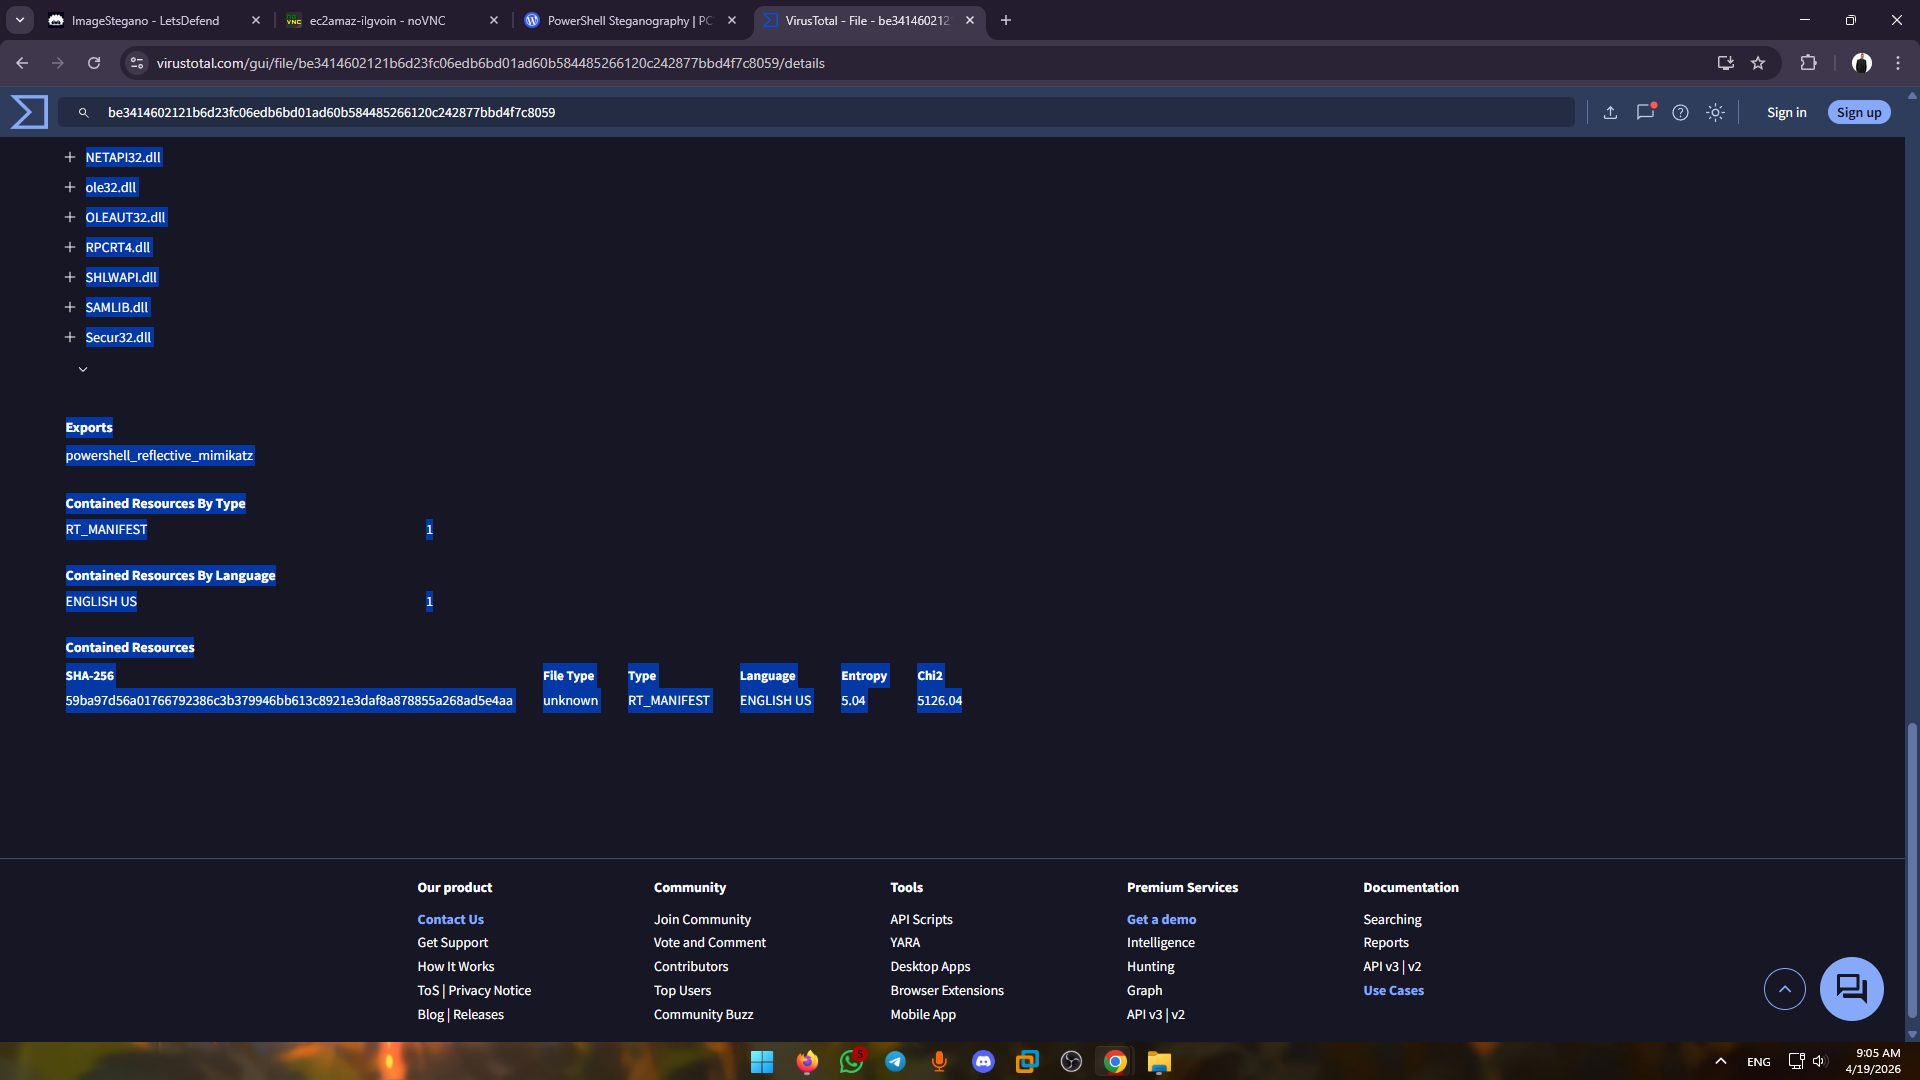 ImageStegano - LetsDefend
ec2amaz-ilgvoin - noVNC
PowerShell Steganography | PC
VirusTotal - File - be341460212
virustotal.com/gui/file/be3414602121b6d23fc06edb6bd01ad60b584485266120c242877bbd4f7c8059/details
be3414602121b6d23fc06edb6bd01ad60b584485266120c242877bbd4f7c8059
Sign in
Sign up
NETAPI32.dll
ole32.dll
OLEAUT32.dll
RPCRT4.dll
SHLWAPI.dll
SAMLIB.dll
Secur32.dll
Exports
powershell_reflective_mimikatz
Contained Resources By Type
RT_MANIFEST 1
Contained Resources By Language
ENGLISH US 1
Contained Resources
SHA-256 File Type Type Language Entropy Chi2
59ba97d56a01766792386c3b379946bb613c8921e3daf8a878855a268ad5e4aa unknown RT_MANIFEST ENGLISH US 5.04 5126.04
Our product Community Tools Premium Services Documentation
Contact Us Join Community API Scripts Get a demo Searching
Get Support Vote and Comment YARA Intelligence Reports
How It Works Contributors Desktop Apps Hunting API v3 | v2
ToS | Privacy Notice Top Users Browser Extensions Graph Use Cases
Blog | Releases Community Buzz Mobile App API v3 | v2
5
ENG
9:05 AM
4/19/2026